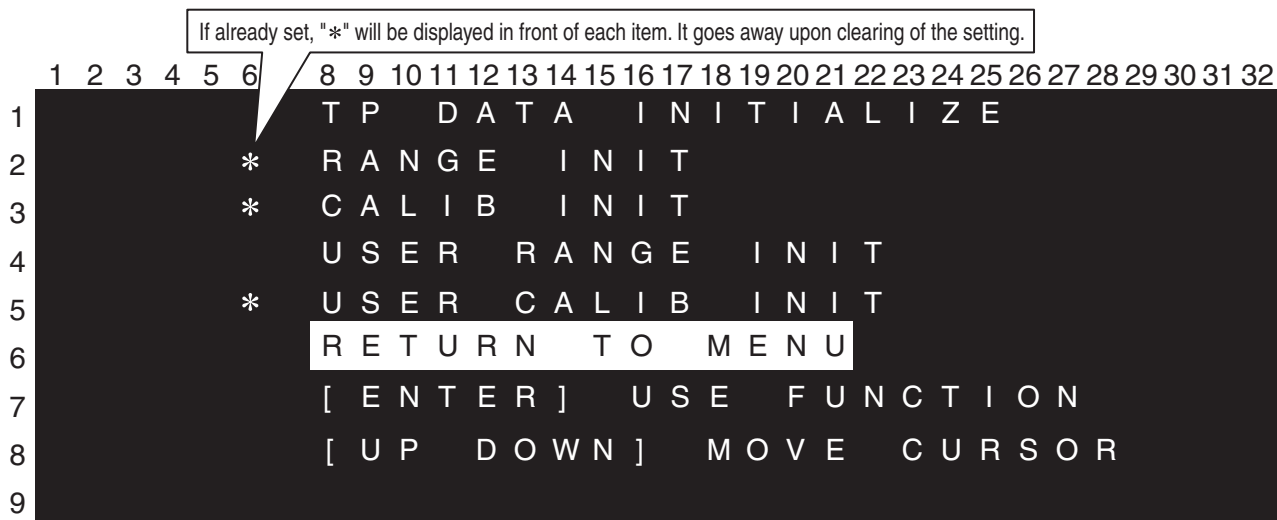 If already set, "*" will be displayed in front of each item. It goes away upon clearing of the setting.
1 2 3 4 5 6 8 9 10 11 12 13 14 15 16 17 18 19 20 21 22 23 24 25 26 27 28 29 30 31 32
1 TP DATA INITIALIZE
2 * RANGE INIT
3 * CALIB INIT
4 USER RANGE INIT
5 * USER CALIB INIT
6 RETURN TO MENU
7 [ENTER] USE FUNCTION
8 [UP DOWN] MOVE CURSOR
9